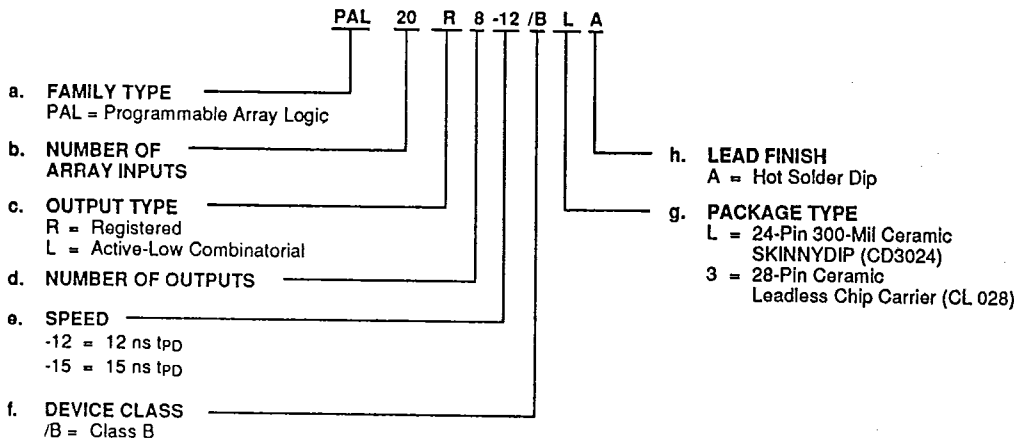 PAL 20 R 8 -12 /B L A
a. FAMILY TYPE
PAL = Programmable Array Logic
b. NUMBER OF
ARRAY INPUTS
c. OUTPUT TYPE
R = Registered
L = Active-Low Combinatorial
d. NUMBER OF OUTPUTS
e. SPEED
-12 = 12 ns tPD
-15 = 15 ns tPD
f. DEVICE CLASS
/B = Class B
h. LEAD FINISH
A = Hot Solder Dip
g. PACKAGE TYPE
L = 24-Pin 300-Mil Ceramic
SKINNYDIP (CD3024)
3 = 28-Pin Ceramic
Leadless Chip Carrier (CL 028)